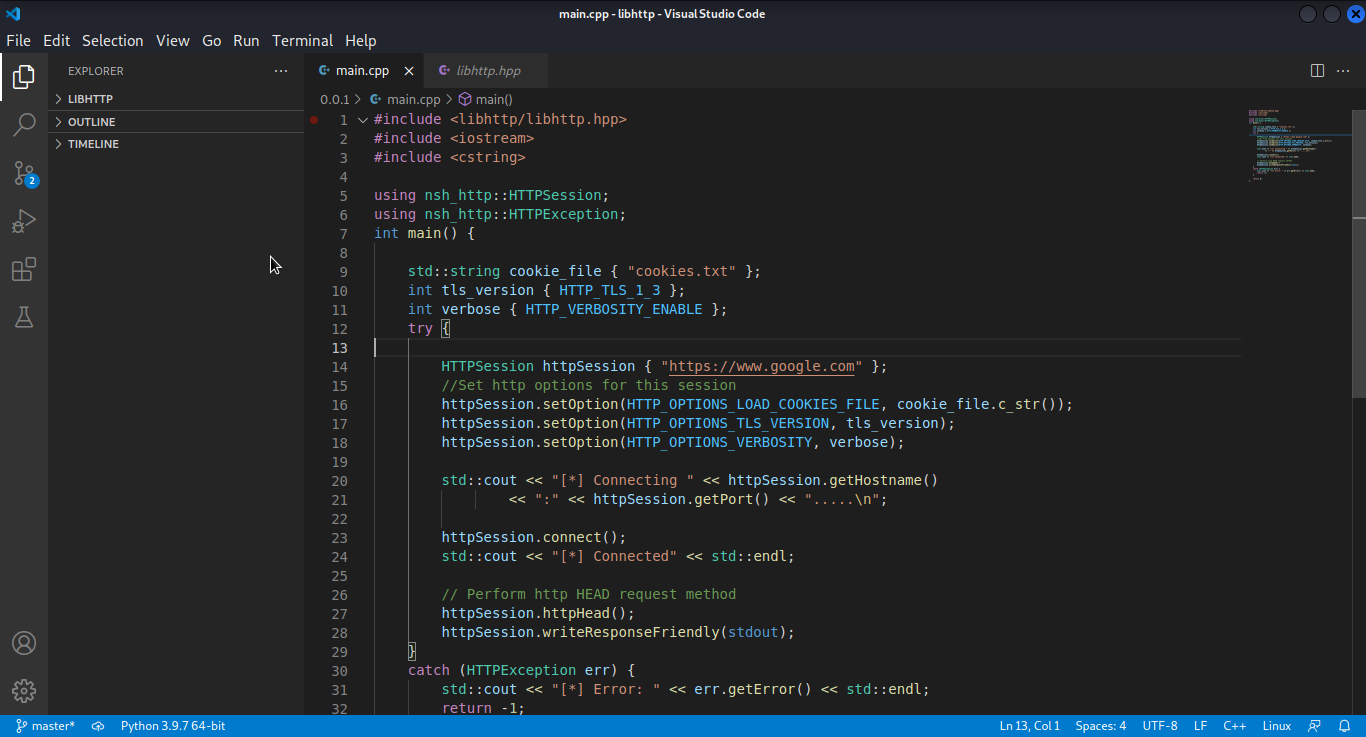 main.cpp - libhttp - Visual Studio Code
File Edit Selection View Go Run Terminal Help
EXPLORER
LIBHTTP
OUTLINE
TIMELINE
2
main.cpp
libhttp.hpp
0.0.1 > main.cpp > main()
1 #include <libhttp/libhttp.hpp>
2 #include <iostream>
3 #include <cstring>
4
5 using nsh_http::HTTPSession;
6 using nsh_http::HTTPException;
7 int main() {
8
9 std::string cookie_file { "cookies.txt" };
10 int tls_version { HTTP_TLS_1_3 };
11 int verbose { HTTP_VERBOSITY_ENABLE };
12 try {
13
14 HTTPSession httpSession { "https://www.google.com" };
15 //Set http options for this session
16 httpSession.setOption(HTTP_OPTIONS_LOAD_COOKIES_FILE, cookie_file.c_str());
17 httpSession.setOption(HTTP_OPTIONS_TLS_VERSION, tls_version);
18 httpSession.setOption(HTTP_OPTIONS_VERBOSITY, verbose);
19
20 std::cout << "[*] Connecting " << httpSession.getHostname()
21 << ":" << httpSession.getPort() << ".....\n";
22
23 httpSession.connect();
24 std::cout << "[*] Connected" << std::endl;
25
26 // Perform http HEAD request method
27 httpSession.httpHead();
28 httpSession.writeResponseFriendly(stdout);
29 }
30 catch (HTTPException err) {
31 std::cout << "[*] Error: " << err.getError() << std::endl;
32 return -1;
master* Python 3.9.7 64-bit Ln 13, Col 1 Spaces: 4 UTF-8 LF C++ Linux